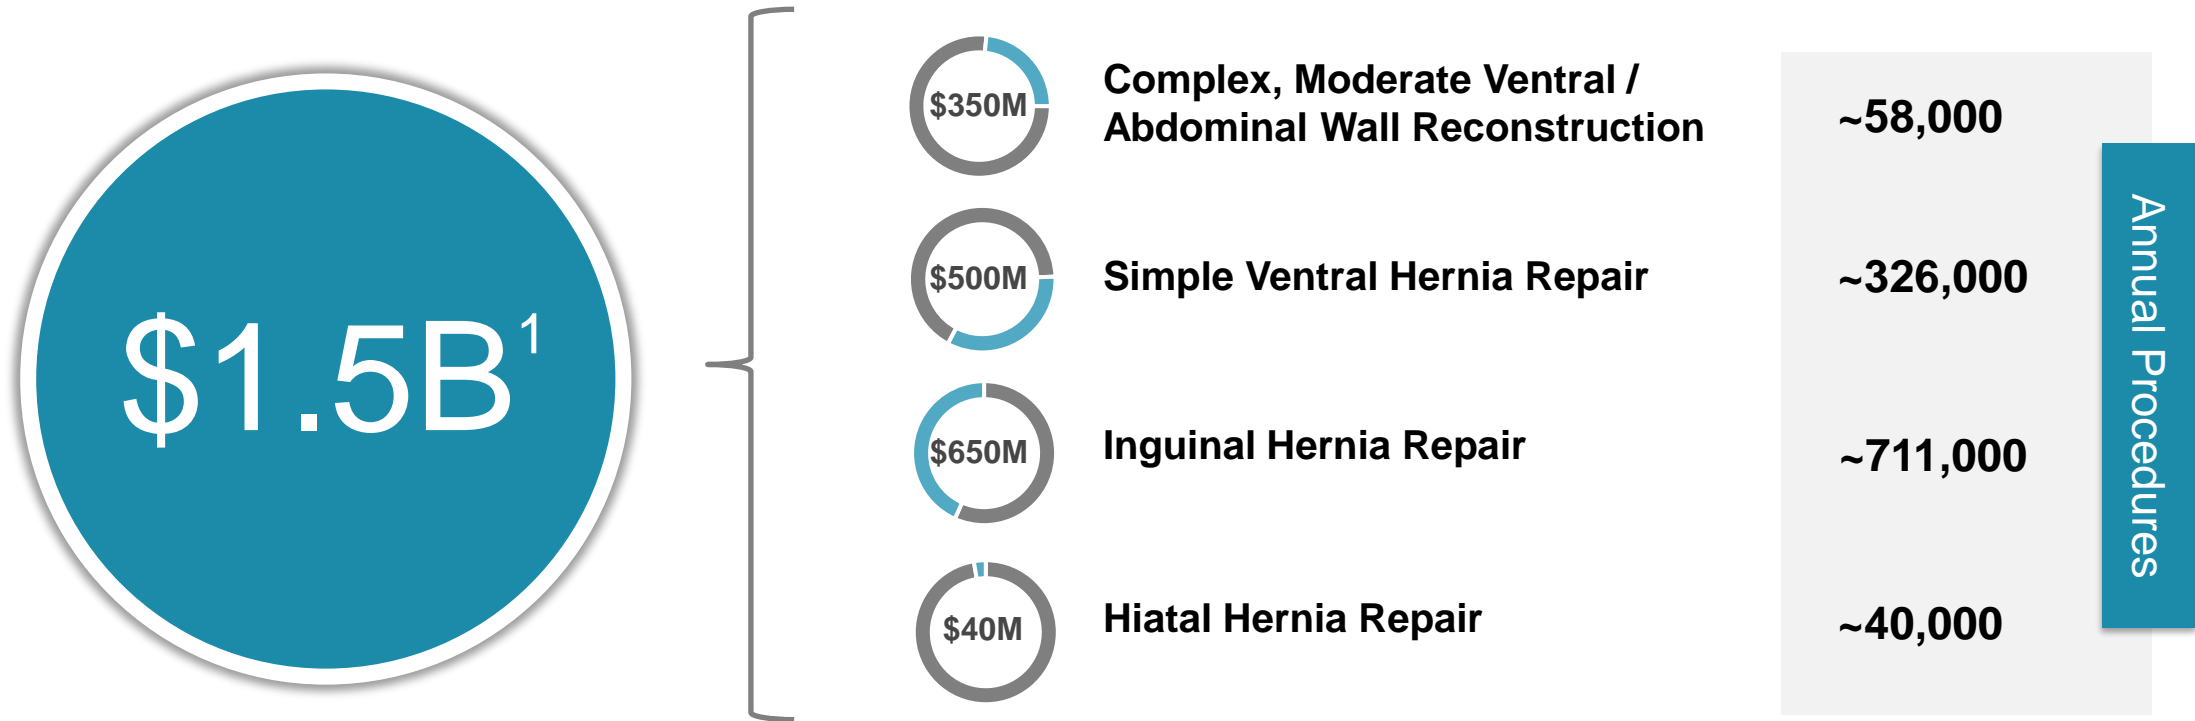 $1.5B1
$350M
Complex, Moderate Ventral /
Abdominal Wall Reconstruction
~58,000
$500M
Simple Ventral Hernia Repair
~326,000
$650M
Inguinal Hernia Repair
~711,000
$40M
Hiatal Hernia Repair
~40,000
Annual Procedures